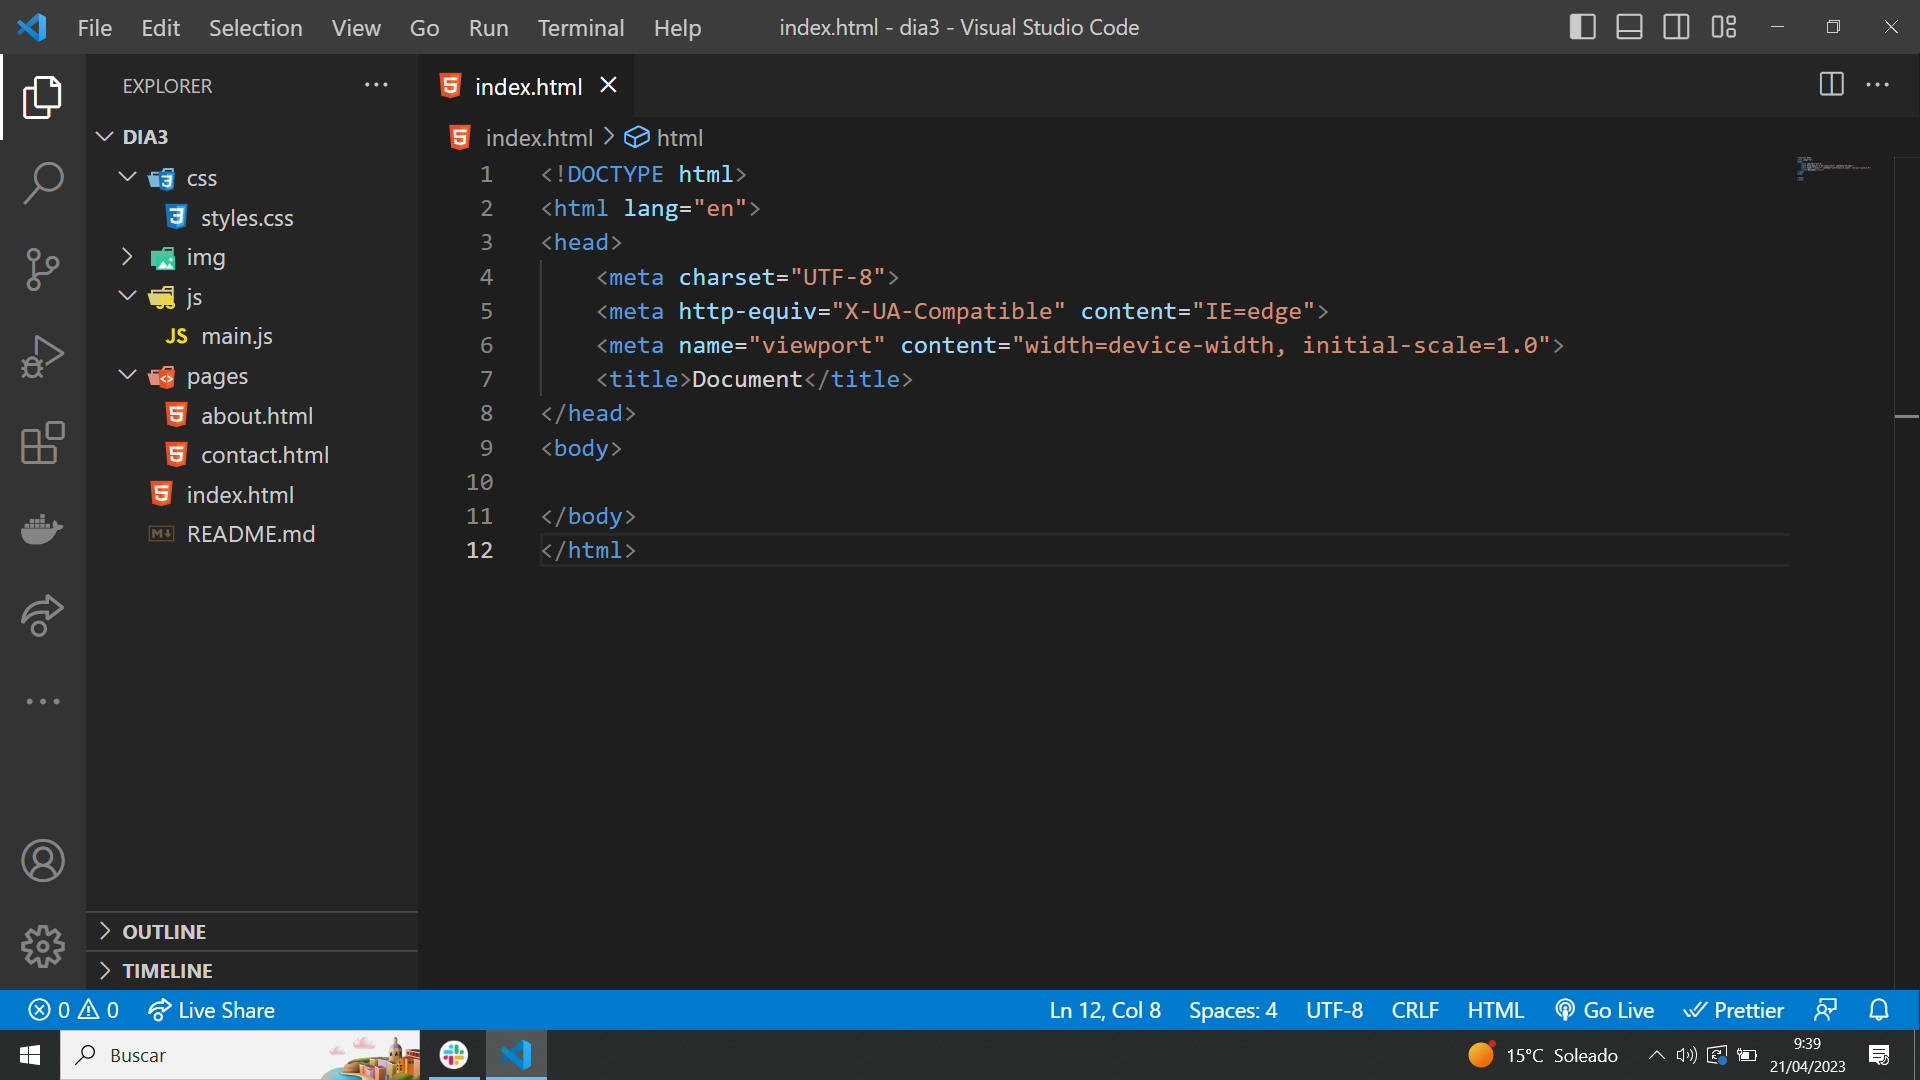 File Edit Selection View Go Run Terminal Help index.html - dia3 - Visual Studio Code
EXPLORER
DIA3
css
styles.css
img
js
JS main.js
pages
about.html
contact.html
index.html
README.md
OUTLINE
TIMELINE
index.html
index.html > html
1 <!DOCTYPE html>
2 <html lang="en">
3 <head>
4     <meta charset="UTF-8">
5     <meta http-equiv="X-UA-Compatible" content="IE=edge">
6     <meta name="viewport" content="width=device-width, initial-scale=1.0">
7     <title>Document</title>
8 </head>
9 <body>
10
11 </body>
12 </html>
0 0 Live Share Ln 12, Col 8 Spaces: 4 UTF-8 CRLF HTML Go Live Prettier
Buscar 15°C Soleado 9:39
21/04/2023